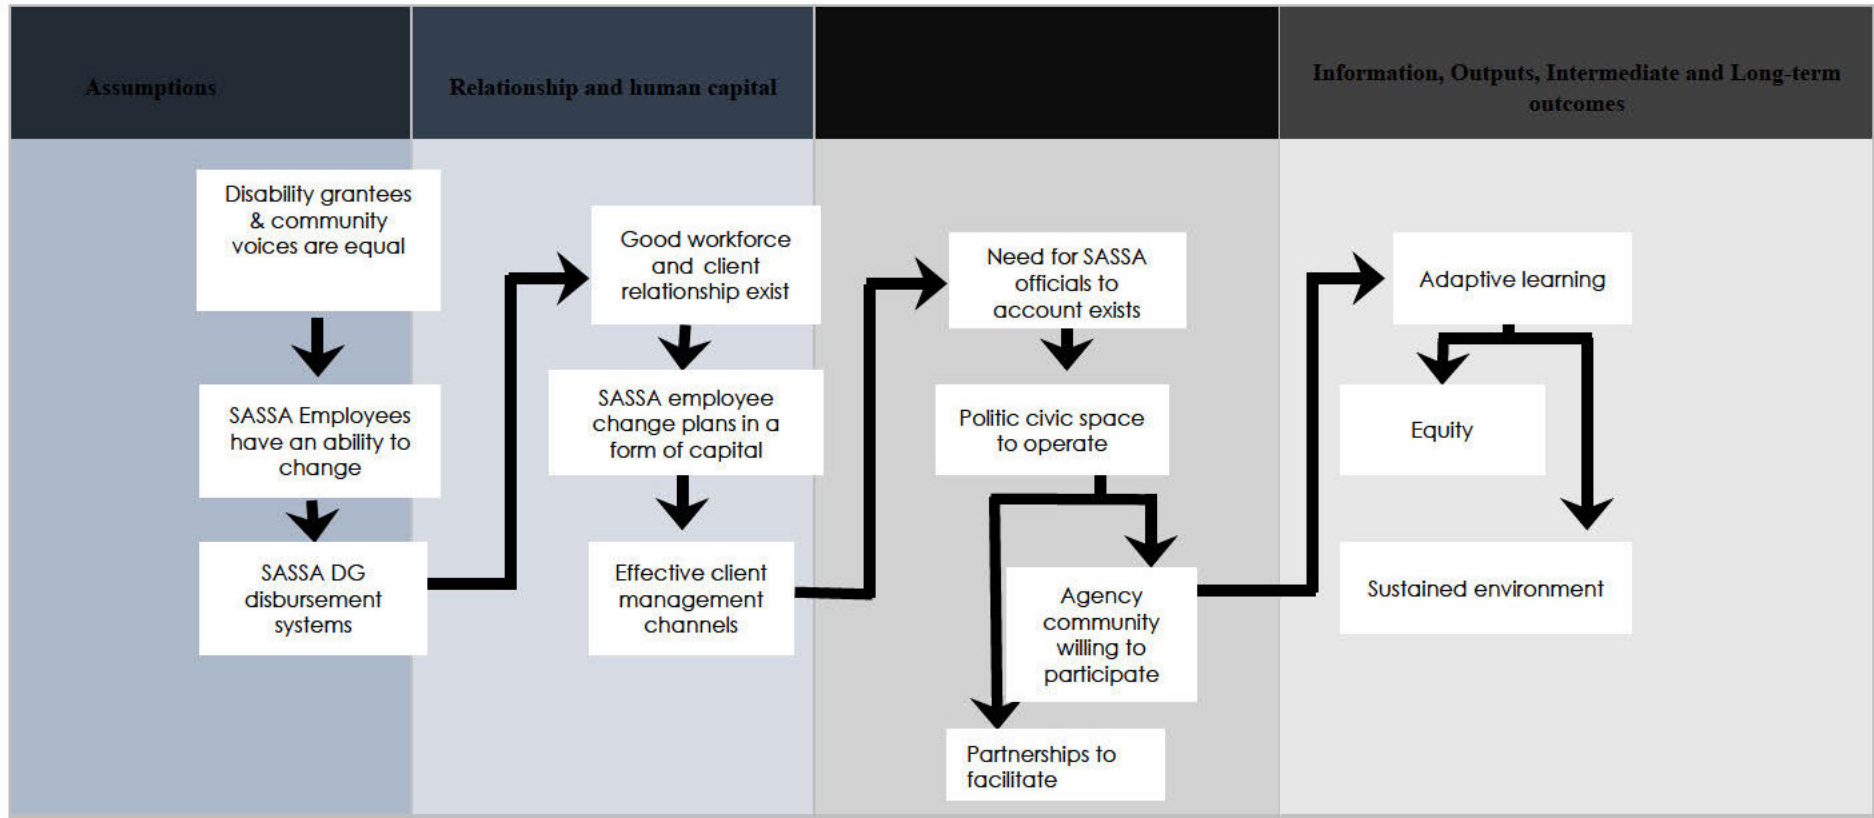 Assumptions
Relationship and human capital
Information, Outputs, Intermediate and Long-term
outcomes
Disability grantees
& community
voices are equal
SASSA Employees
have an ability to
change
SASSA DG
disbursement
systems
Good workforce
and client
relationship exist
SASSA employee
change plans in a
form of capital
Effective client
management
channels
Need for SASSA
officials to
account exists
Politic civic space
to operate
Agency
community
willing to
participate
Partnerships to
facilitate
Adaptive learning
Equity
Sustained environment